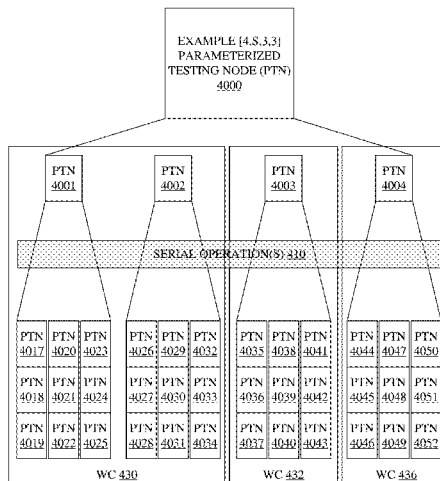 EXAMPLE [4,S,3,3]
PARAMETERIZED
TESTING NODE (PTN)
4000
PTN PTN PTN PTN
4001 4002 4003 4004
SERIAL OPERATION(S) 410
PTN PTN PTN PTN PTN PTN PTN PTN PTN PTN PTN PTN
4017 4020 4023 4026 4029 4032 4035 4038 4041 4044 4047 4050
PTN PTN PTN PTN PTN PTN PTN PTN PTN PTN PTN PTN
4018 4021 4024 4027 4030 4033 4036 4039 4042 4045 4048 4051
PTN PTN PTN PTN PTN PTN PTN PTN PTN PTN PTN PTN
4019 4022 4025 4028 4031 4034 4037 4040 4043 4046 4049 4052
WC 430 WC 432 WC 436